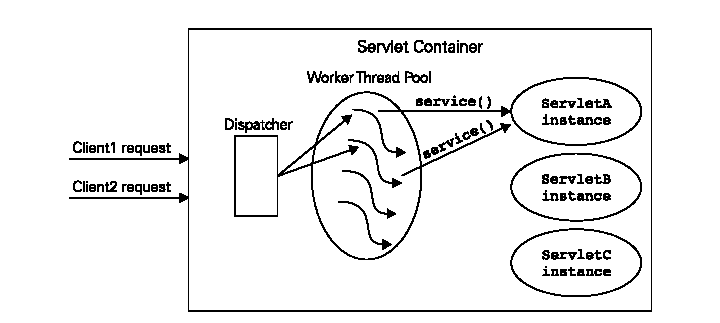 Servlet Container
Worker Thread Pool
Dispatcher
Client1 request
Client2 request
service()
service()
ServletA
instance
ServletB
instance
ServletC
instance